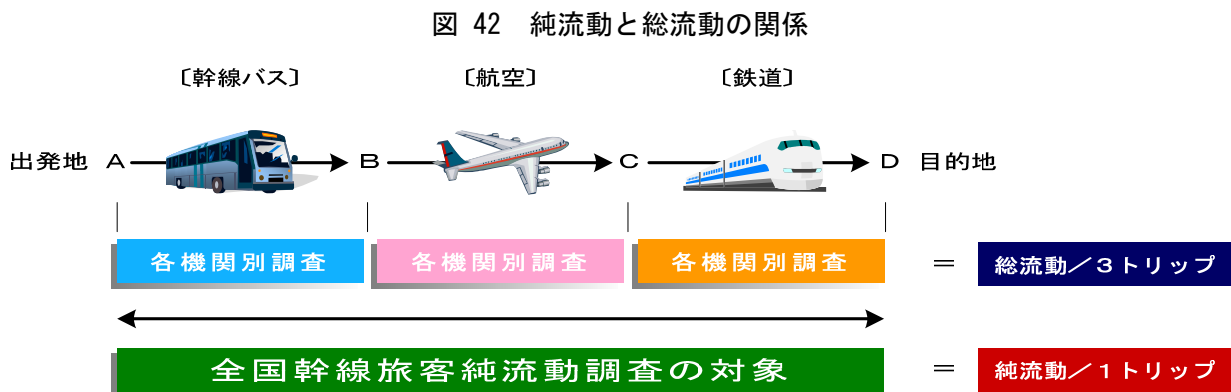 図 42　純流動と総流動の関係
〔幹線バス〕　〔航空〕　〔鉄道〕
出発地 A B C D 目的地
各機関別調査　各機関別調査　各機関別調査　＝　総流動／３トリップ
全国幹線旅客純流動調査の対象　＝　純流動／１トリップ